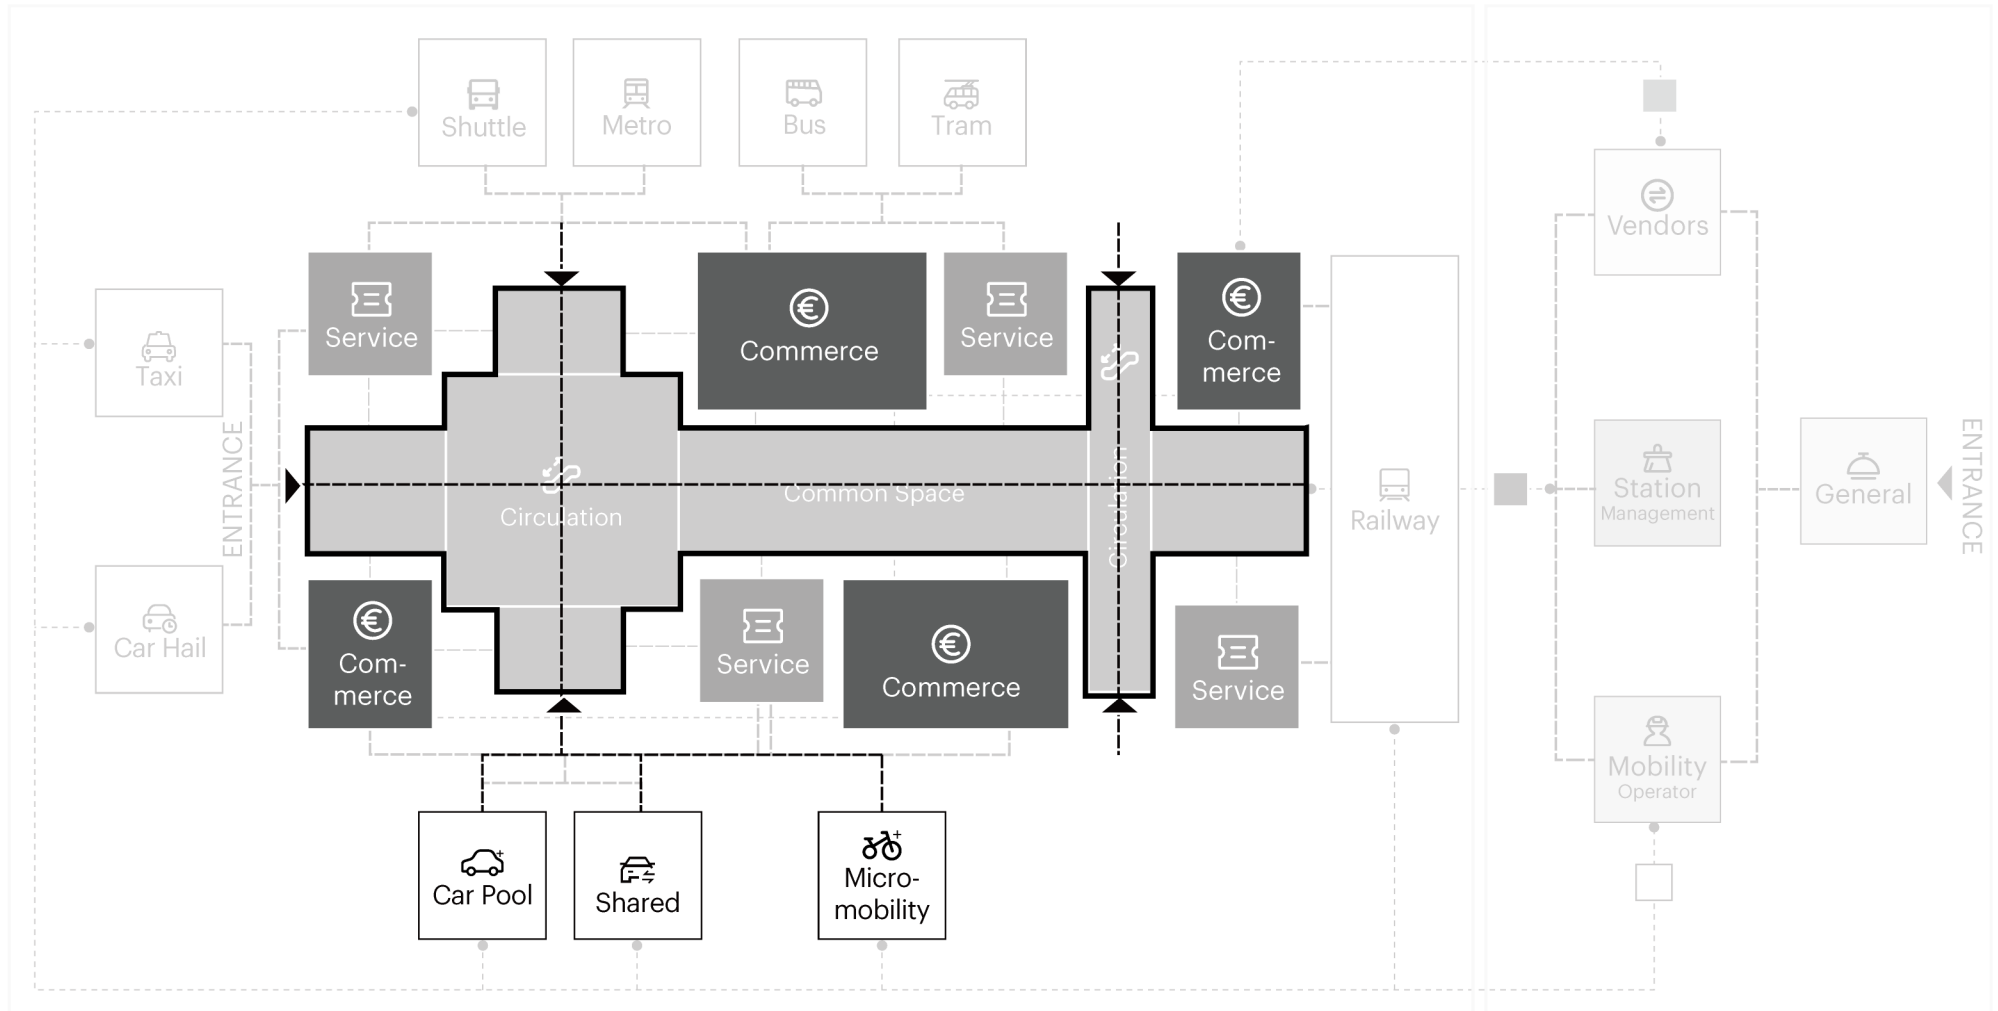 Shuttle
Metro
Bus
Tram
Vendors
Service
Commerce
Service
Com-
merce
Taxi
ENTRANCE
Circulation
Common Space
Circulation
Railway
Station
Management
General
ENTRANCE
Car Hail
Com-
merce
Service
Commerce
Service
Mobility
Operator
Car Pool
Shared
Micro-
mobility